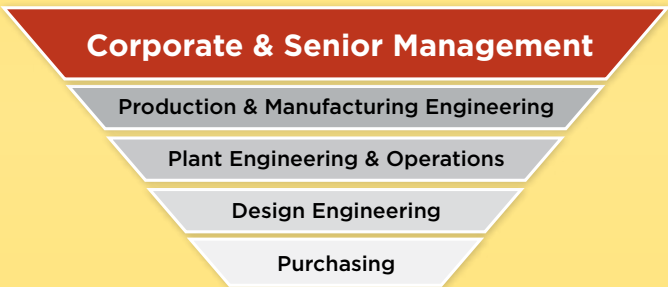 Corporate & Senior Management
Production & Manufacturing Engineering
Plant Engineering & Operations
Design Engineering
Purchasing